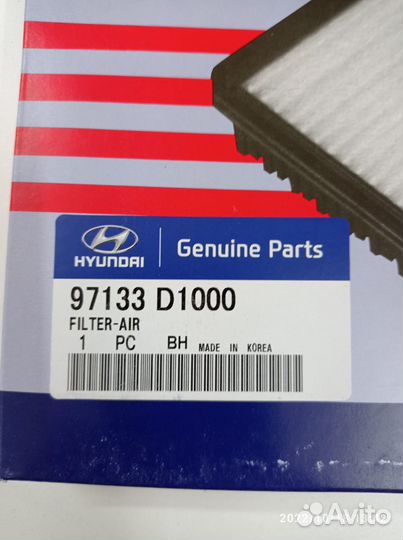 HYUNDAI
Genuine Parts
97133 D1000
FILTER-AIR
1 PC BH MADE IN KOREA
Avito